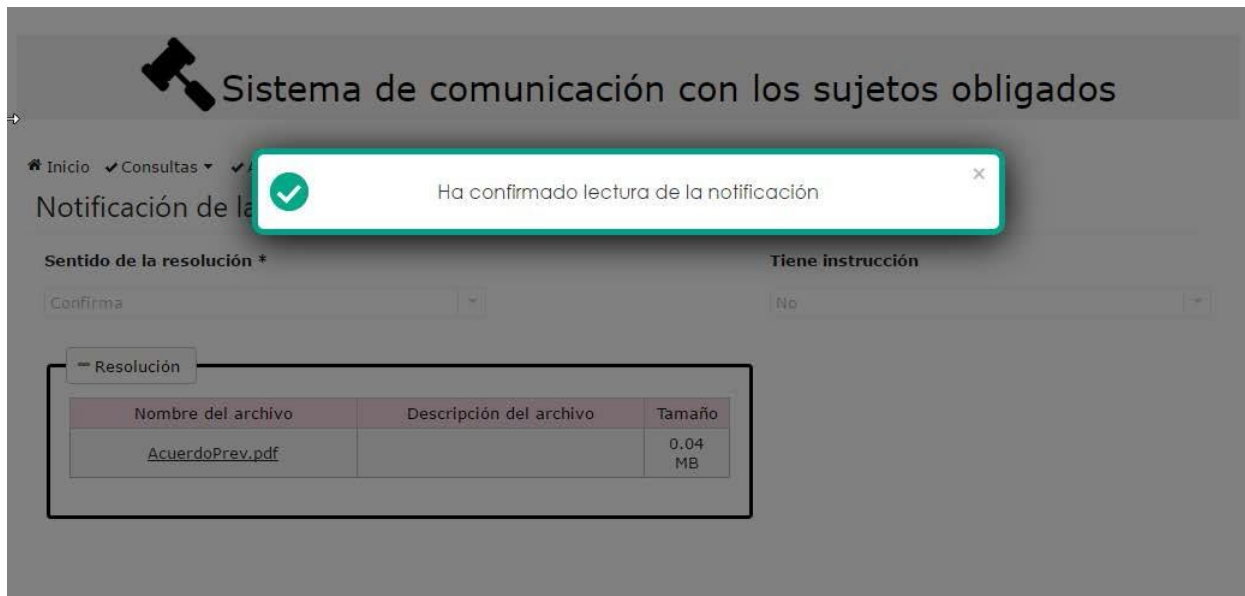 Sistema de comunicación con los sujetos obligados
Inicio Consultas
Ha confirmado lectura de la notificación
×
Notificación de la
Sentido de la resolución * Tiene instrucción
Confirma No
Resolución
Nombre del archivo Descripción del archivo Tamaño
AcuerdoPrev.pdf 0.04
MB